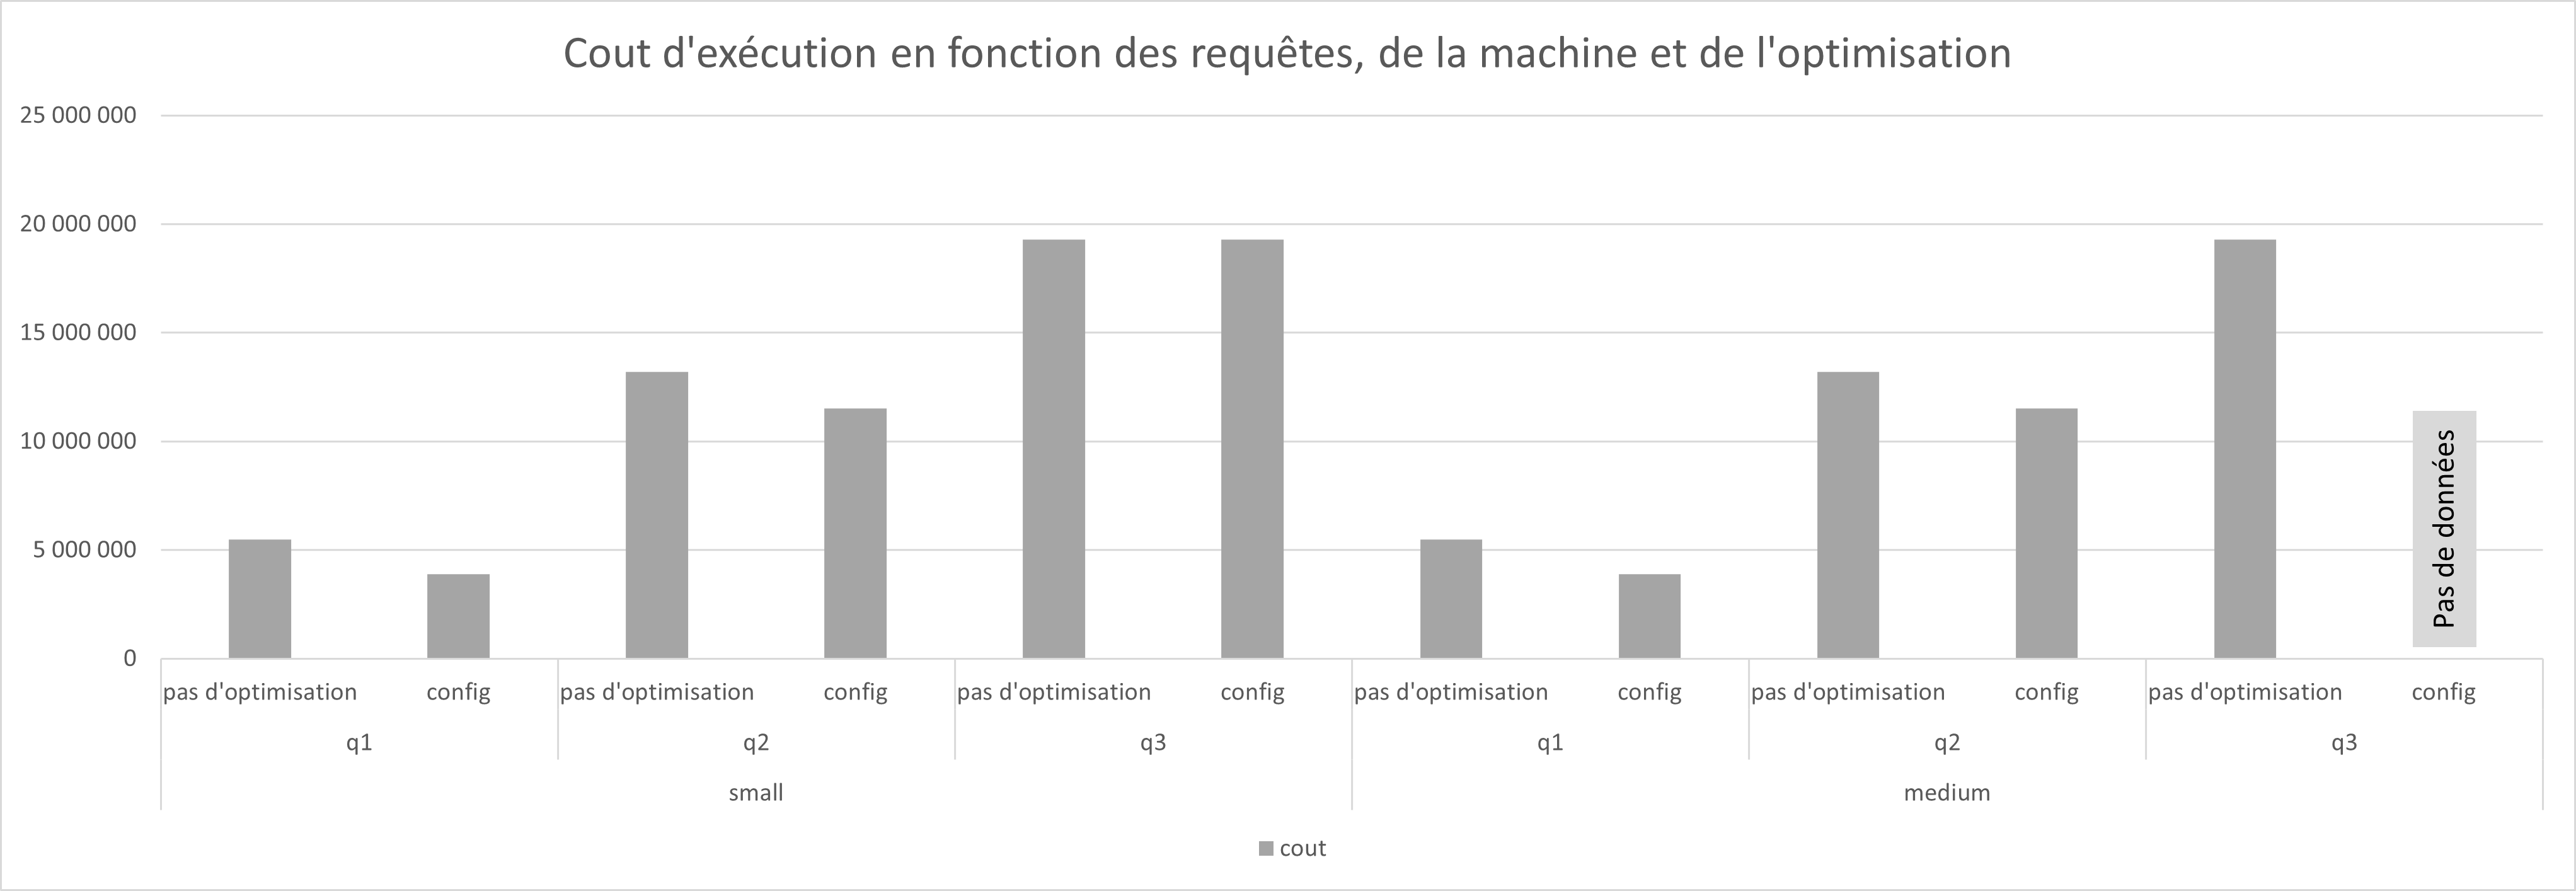 Cout d'exécution en fonction des requêtes, de la machine et de l'optimisation
25 000 000
20 000 000
15 000 000
10 000 000
5 000 000
0
Pas de données
pas d'optimisation config pas d'optimisation config pas d'optimisation config pas d'optimisation config pas d'optimisation config pas d'optimisation config
q1 q2 q3 q1 q2 q3
small medium
cout